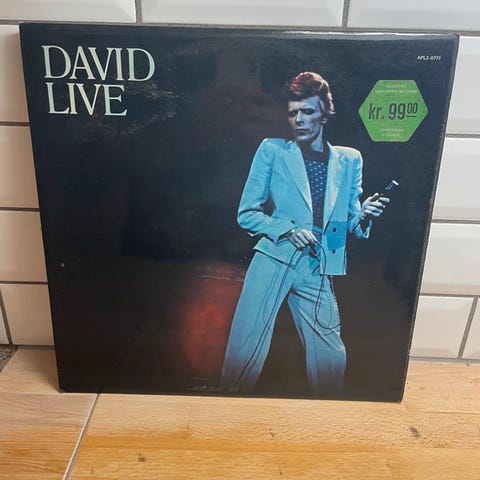 DAVID
LIVE
APL2-0771
kr. 99 00